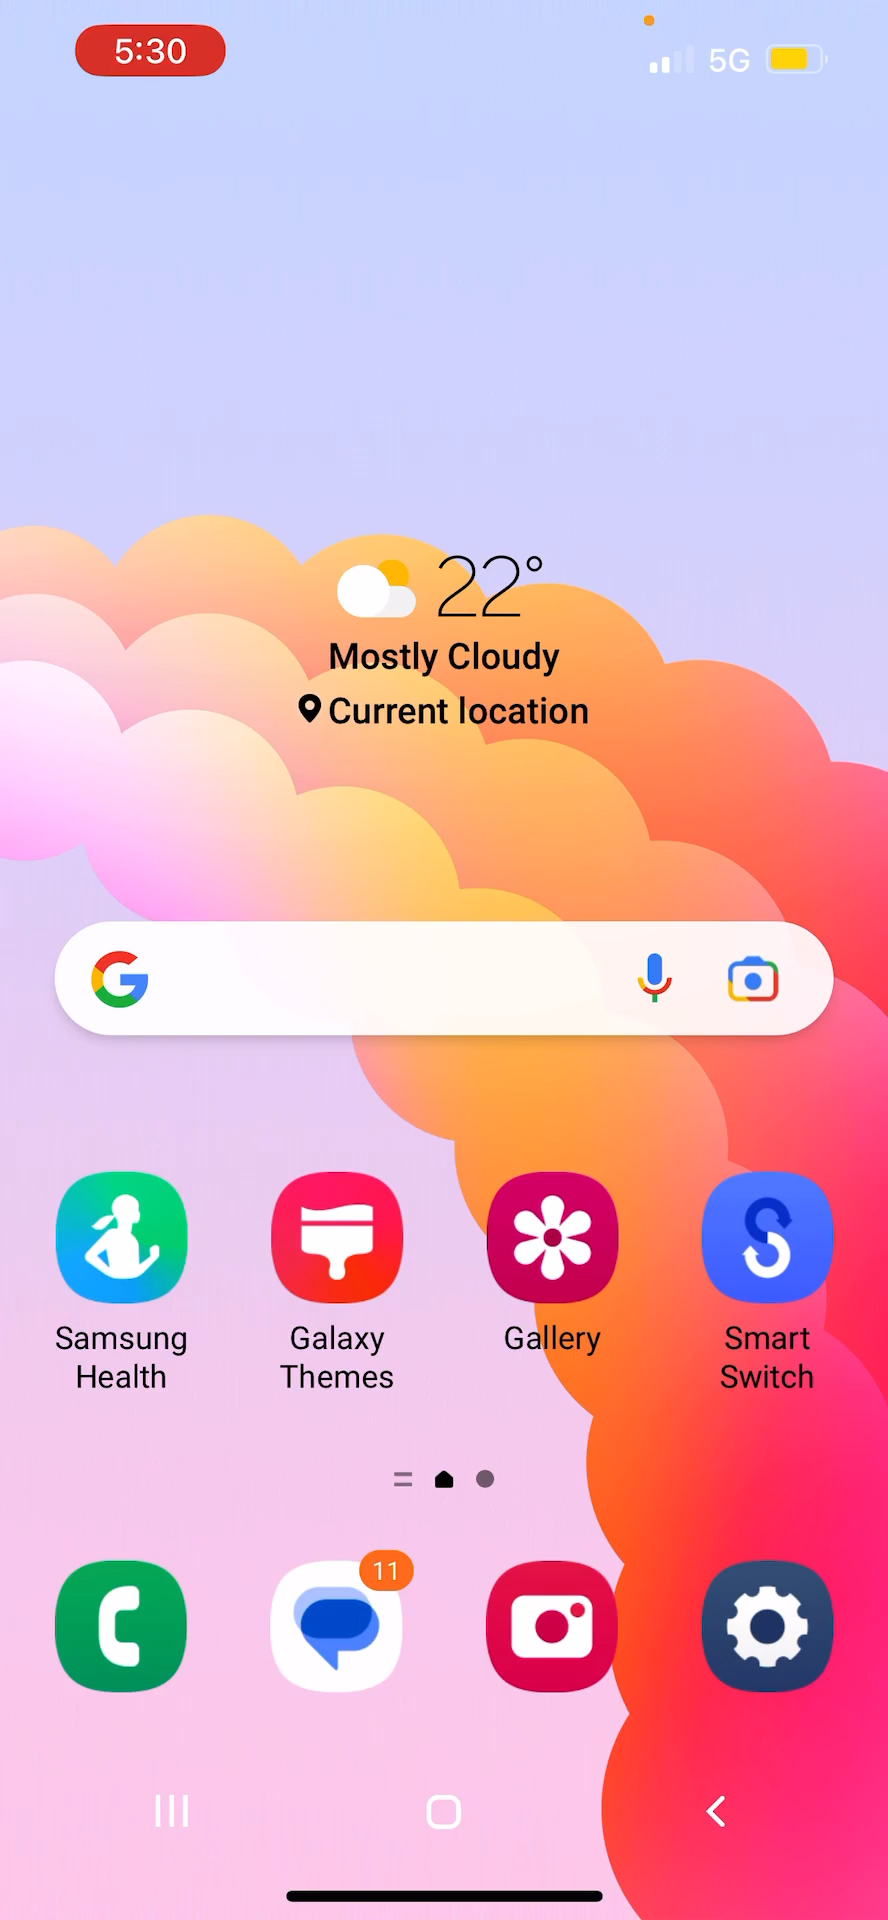 5:30
5G
22°
Mostly Cloudy
Current location
Samsung
Health
Galaxy
Themes
Gallery
Smart
Switch
11